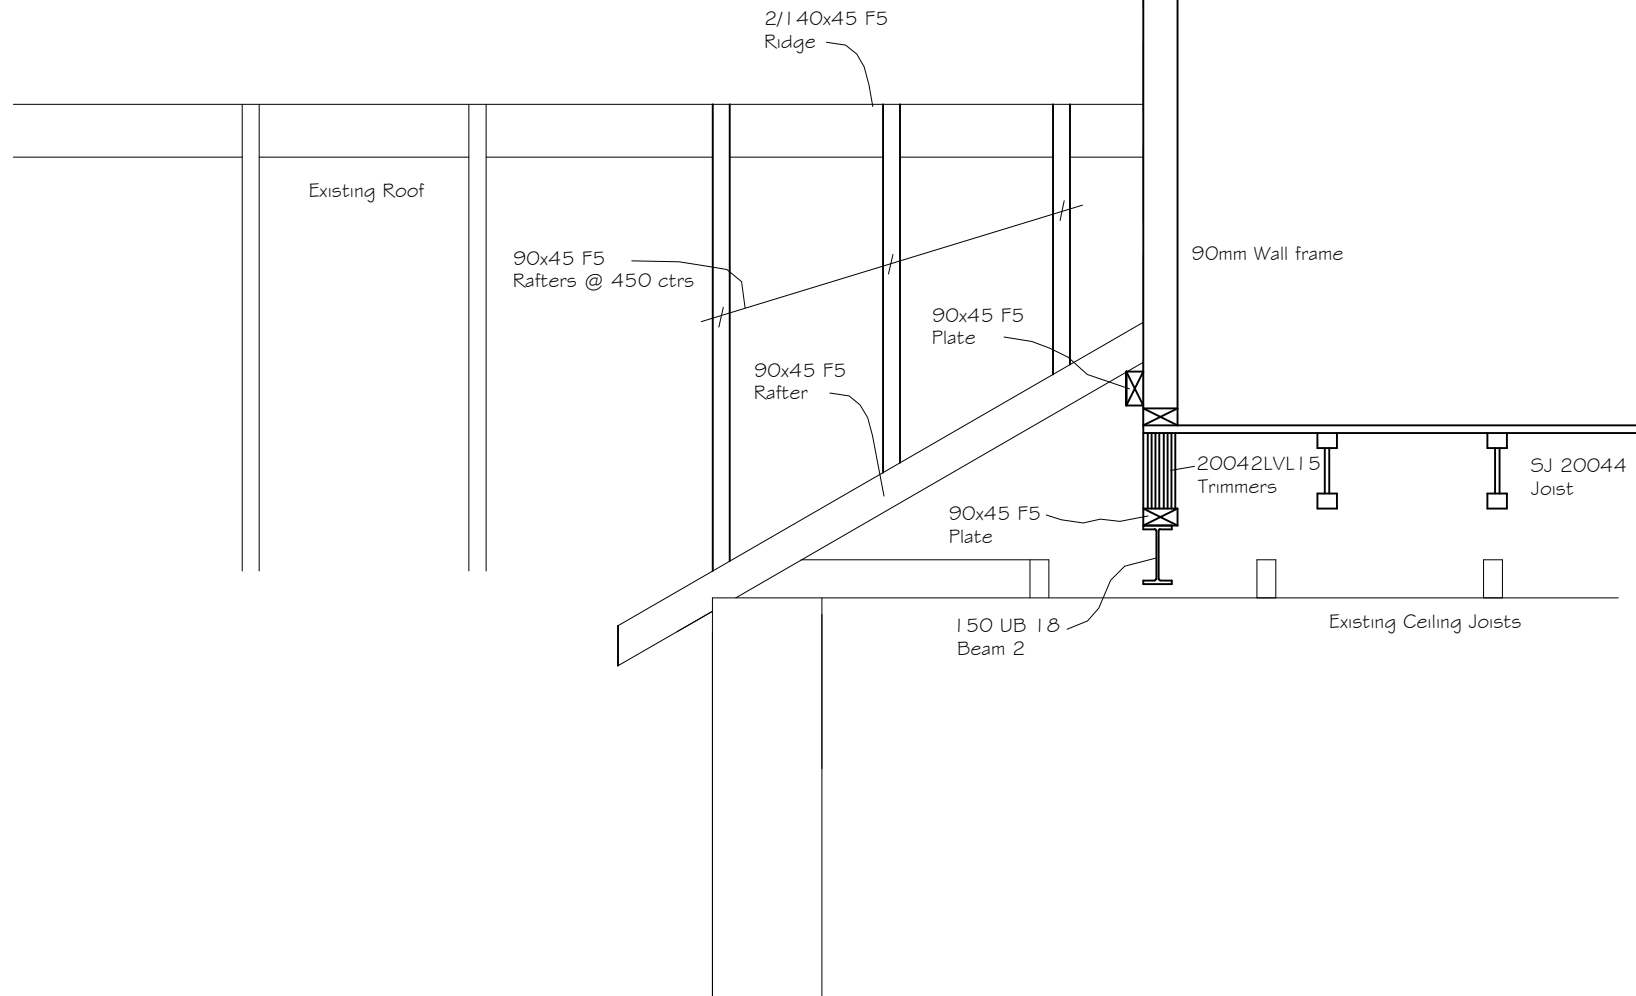 2/140x45 F5
Ridge
Existing Roof
90x45 F5
Rafters @ 450 ctrs
90mm Wall frame
90x45 F5
Plate
90x45 F5
Rafter
20042LVL15
Trimmers
SJ 20044
Joist
90x45 F5
Plate
150 UB 18
Beam 2
Existing Ceiling Joists